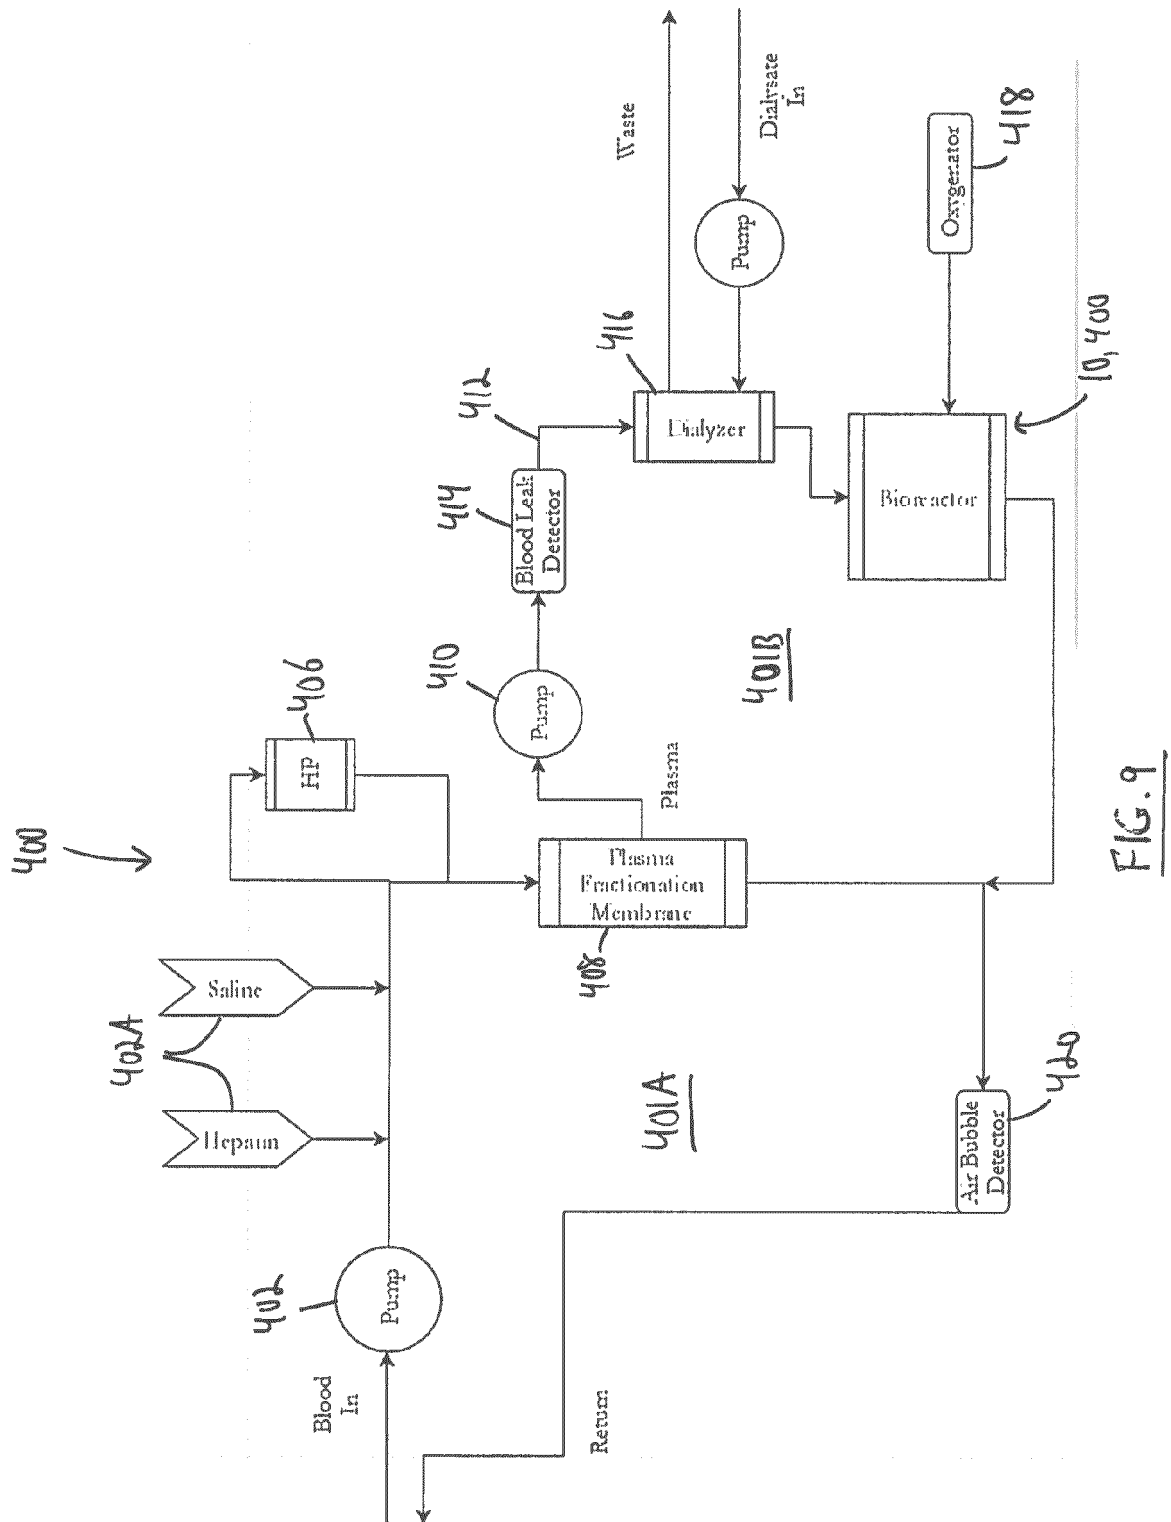 400
402A
Heparin
Saline
HP
406
Blood
In
402
Pump
Plasma
Fractionation
Membrane
408
Plasma
Pump
410
Blood Leak
Detector
414
412
Waste
Dialyzer
416
Pump
Dialysate
In
401A
401B
Return
Air Bubble
Detector
420
Bioreactor
10, 400
Oxygenator
418
FIG. 9